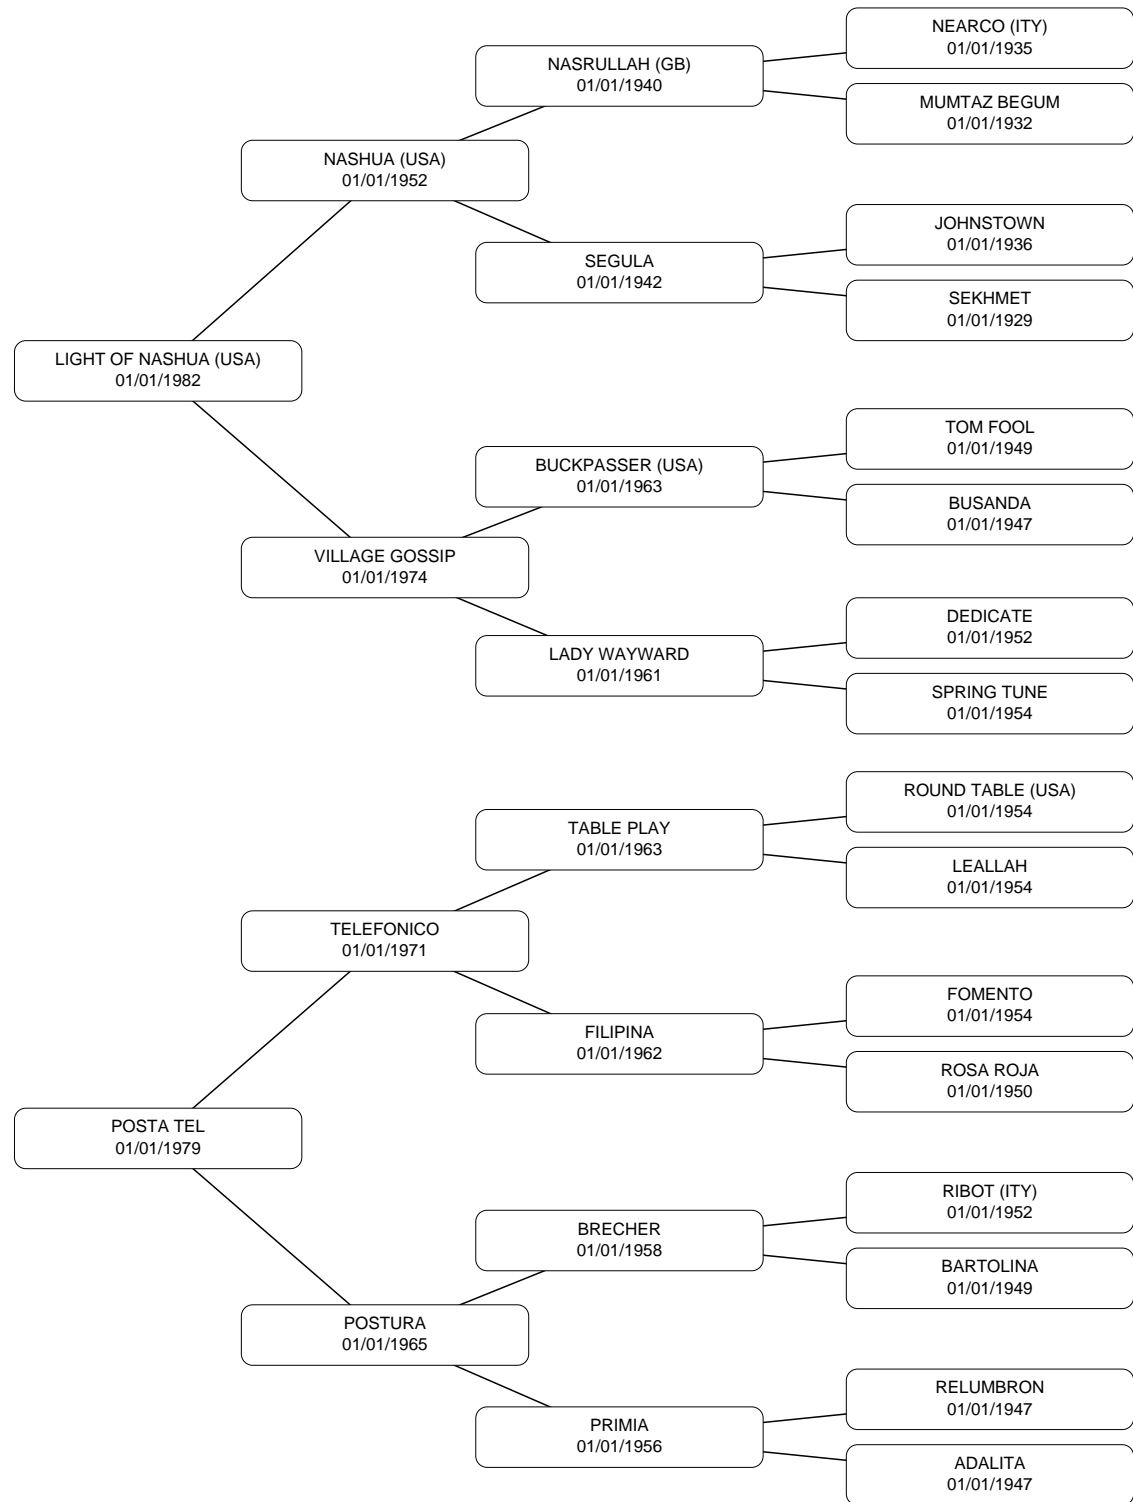 NEARCO (ITY)
01/01/1935
NASRULLAH (GB)
01/01/1940
MUMTAZ BEGUM
01/01/1932
NASHUA (USA)
01/01/1952
JOHNSTOWN
01/01/1936
SEGULA
01/01/1942
SEKHMET
01/01/1929
LIGHT OF NASHUA (USA)
01/01/1982
TOM FOOL
01/01/1949
BUCKPASSER (USA)
01/01/1963
BUSANDA
01/01/1947
VILLAGE GOSSIP
01/01/1974
DEDICATE
01/01/1952
LADY WAYWARD
01/01/1961
SPRING TUNE
01/01/1954
ROUND TABLE (USA)
01/01/1954
TABLE PLAY
01/01/1963
LEALLAH
01/01/1954
TELEFONICO
01/01/1971
FOMENTO
01/01/1954
FILIPINA
01/01/1962
ROSA ROJA
01/01/1950
POSTA TEL
01/01/1979
RIBOT (ITY)
01/01/1952
BRECHER
01/01/1958
BARTOLINA
01/01/1949
POSTURA
01/01/1965
RELUMBRON
01/01/1947
PRIMIA
01/01/1956
ADALITA
01/01/1947